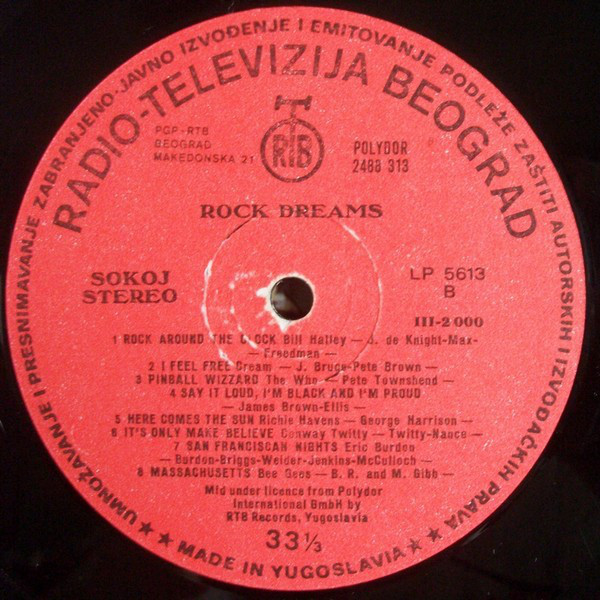 UMNOŽAVANJE I PRESNIMAVANJE ZABRANJENO·JAVNO IZVOĐENJE I EMITOVANJE PODLEŽE ZAŠTITI AUTORSKIH I IZVOĐAČKIH PRAVA
RADIO-TELEVIZIJA BEOGRAD
PGP-RTB
BEOGRAD
MAKEDONSKA 21
RTB
POLYDOR
2488 313
ROCK DREAMS
SOKOJ
STEREO
LP 5613
B
III-2 000
1 ROCK AROUND THE CLOCK Bill Halley — J. de Knight-Max-
— Freedman —
2 I FEEL FREE Cream — J. Bruce-Pete Brown —
3 PINBALL WIZZARD The Who — Pete Townshend —
4 SAY IT LOUD, I'M BLACK AND I'M PROUD
— James Brown-Ellis —
5 HERE COMES THE SUN Richie Havens — George Harrison —
6 IT'S ONLY MAKE BELIEVE Conway Twitty — Twitty-Nance —
7 SAN FRANCISCAN NIGHTS Eric Burdon —
— Burdon-Briggs-Weider-Jenkins-McCulloch —
8 MASSACHUSETTS Bee Gees — B. R. and M. Gibb —
Mfd under licence from Polydor
International GmbH by
RTB Records, Yugoslavia
33 1/3
★★ MADE IN YUGOSLAVIA ★★